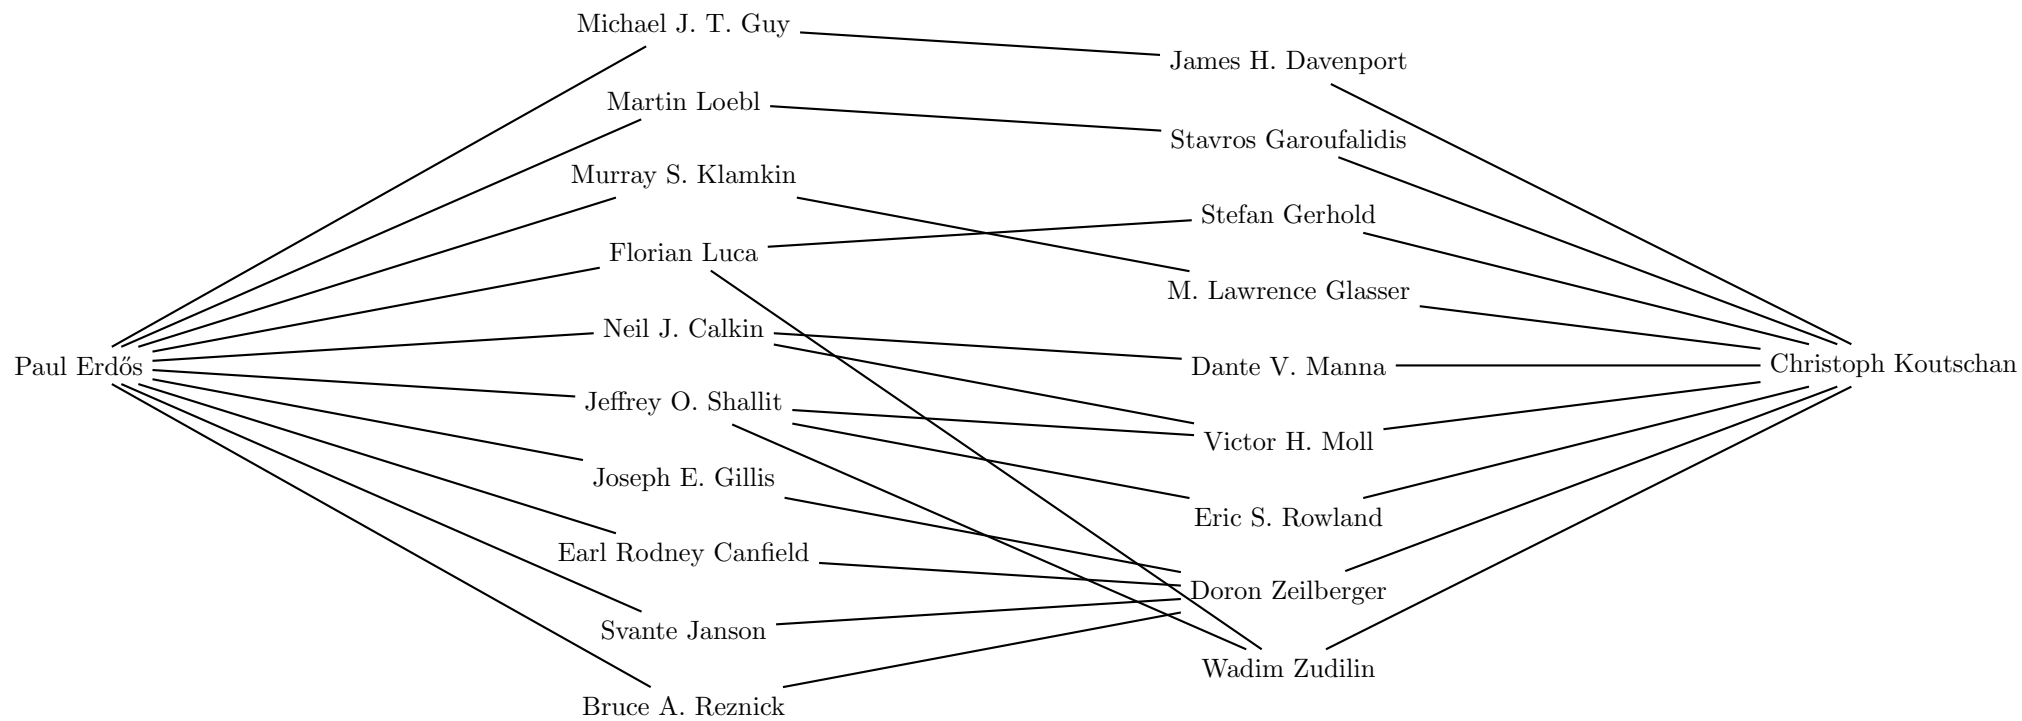 Paul Erdős
Michael J. T. Guy
Martin Loebl
Murray S. Klamkin
Florian Luca
Neil J. Calkin
Jeffrey O. Shallit
Joseph E. Gillis
Earl Rodney Canfield
Svante Janson
Bruce A. Reznick
James H. Davenport
Stavros Garoufalidis
Stefan Gerhold
M. Lawrence Glasser
Dante V. Manna
Victor H. Moll
Eric S. Rowland
Doron Zeilberger
Wadim Zudilin
Christoph Koutschan